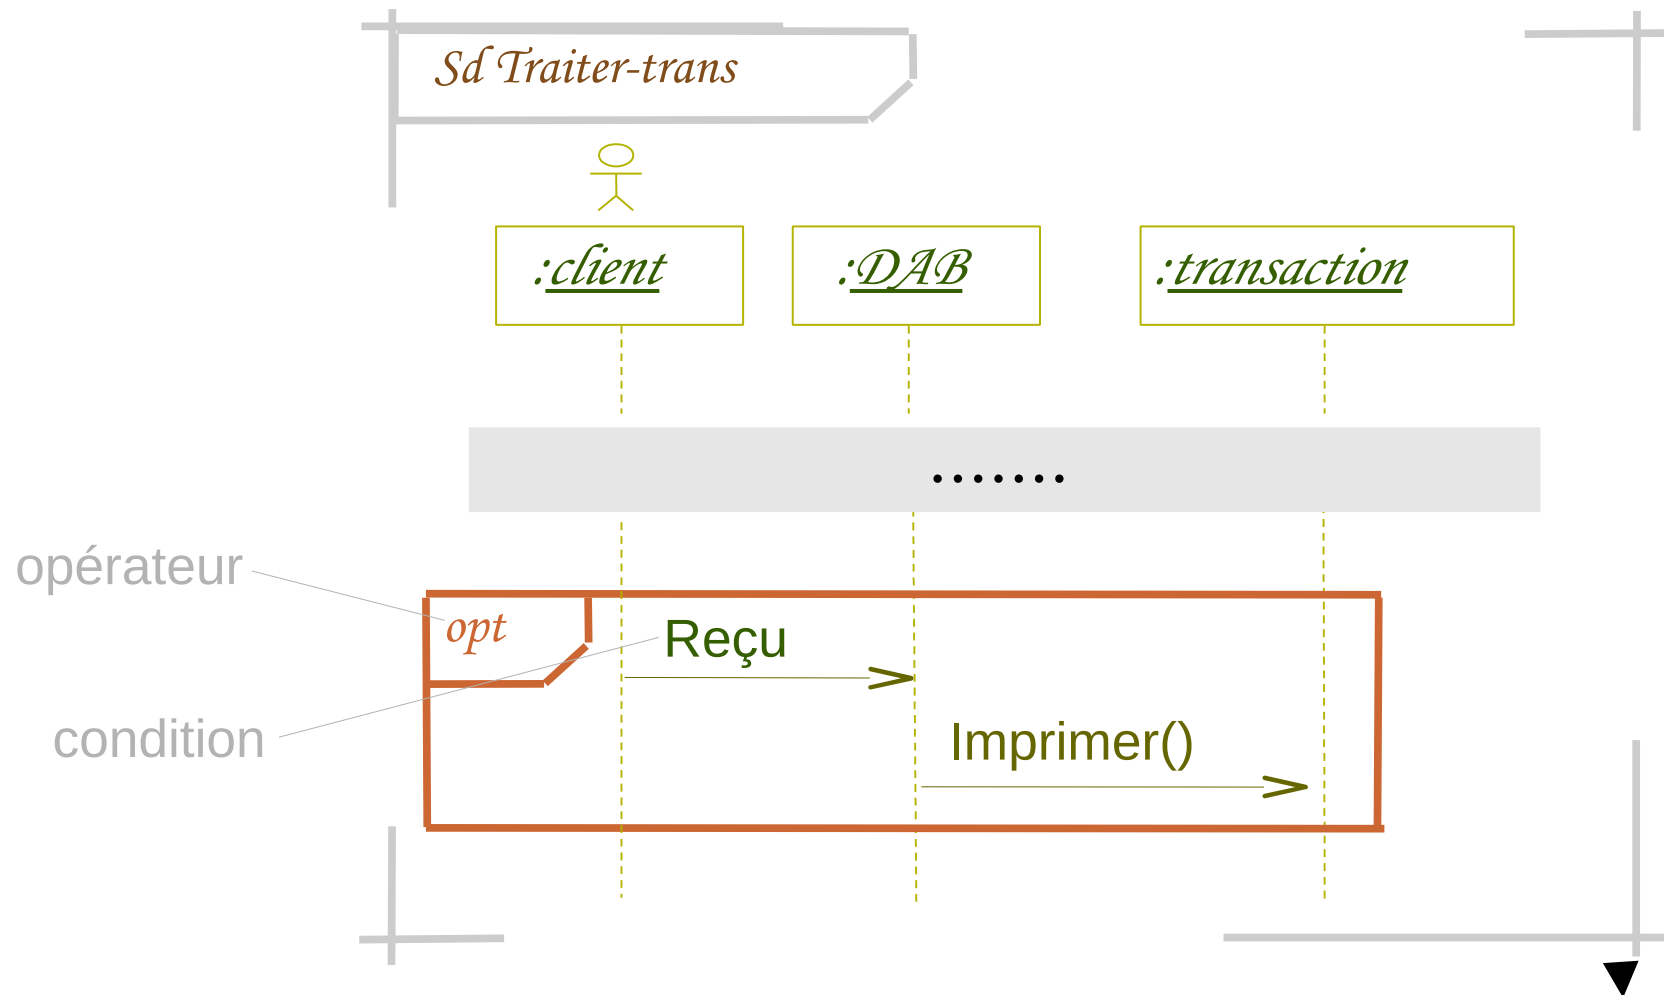 Sd Traiter-trans
:client
:DAB
:transaction
.......
opérateur
opt
Reçu
condition
Imprimer()